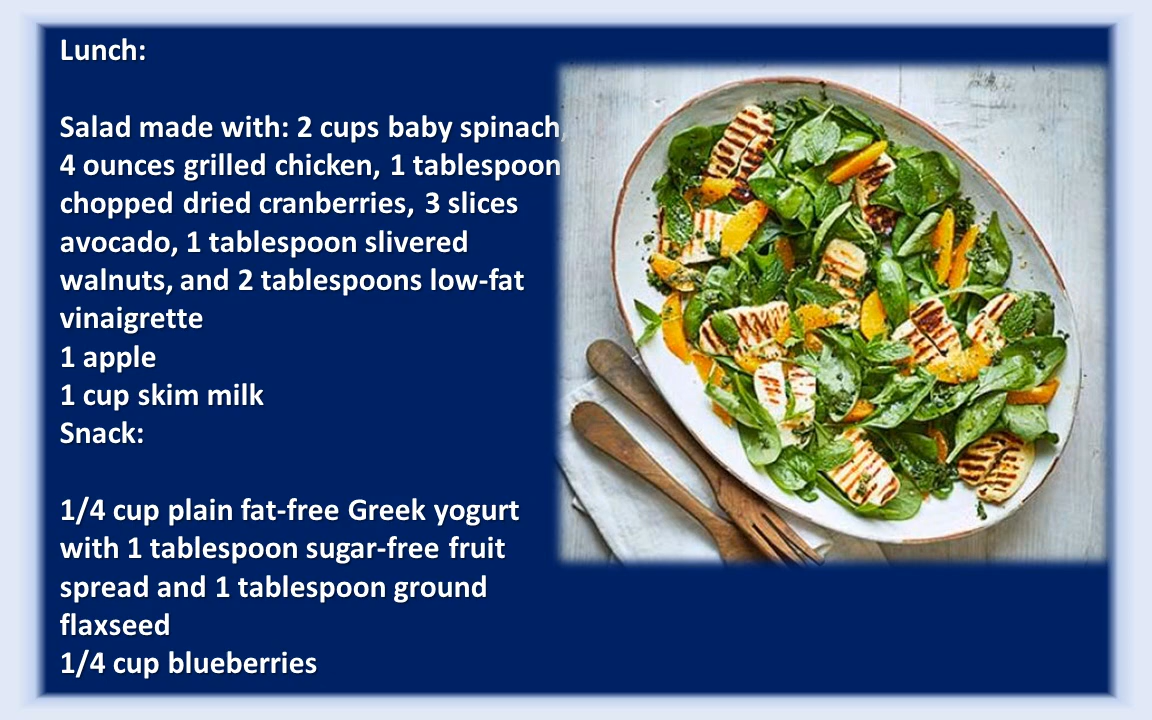 Lunch:
Salad made with: 2 cups baby spinach,
4 ounces grilled chicken, 1 tablespoon
chopped dried cranberries, 3 slices
avocado, 1 tablespoon slivered
walnuts, and 2 tablespoons low-fat
vinaigrette
1 apple
1 cup skim milk
Snack:
1/4 cup plain fat-free Greek yogurt
with 1 tablespoon sugar-free fruit
spread and 1 tablespoon ground
flaxseed
1/4 cup blueberries